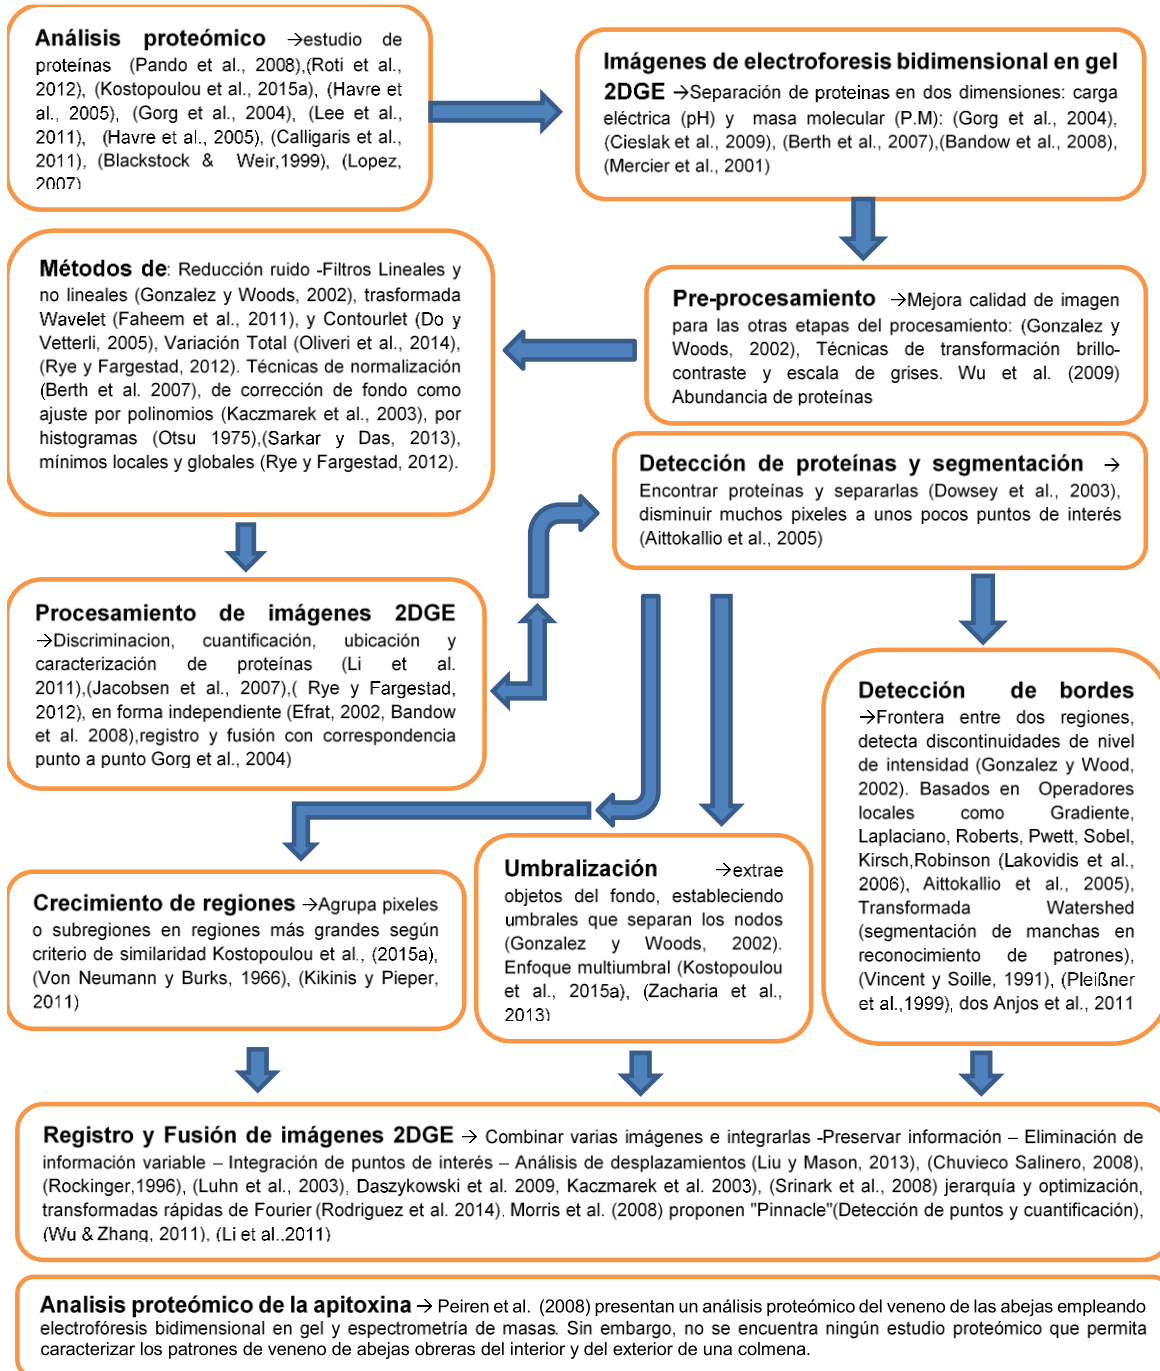 Análisis proteómico →estudio de
proteínas (Pando et al., 2008),(Roti et al.,
2012), (Kostopoulou et al., 2015a), (Havre
et al., 2005), (Gorg et al., 2004), (Lee et al.,
2011), (Havre et al., 2005), (Calligaris et al.,
2011), (Blackstock & Weir,1999), (Lopez,
2007)
Imágenes de electroforesis bidimensional en gel
2DGE →Separación de proteinas en dos dimensiones: carga
eléctrica (pH) y masa molecular (P.M): (Gorg et al., 2004),
(Cieslak et al., 2009), (Berth et al., 2007),(Bandow et al., 2008),
(Mercier et al., 2001)
Pre-procesamiento →Mejora calidad de imagen
para las otras etapas del procesamiento: (Gonzalez y
Woods, 2002), Técnicas de transformación brillo-
contraste y escala de grises. Wu et al. (2009)
Abundancia de proteínas
Métodos de: Reducción ruido -Filtros Lineales y
no lineales (Gonzalez y Woods, 2002), trasformada
Wavelet (Faheem et al., 2011), y Contourlet (Do y
Vetterli, 2005), Variación Total (Oliveri et al., 2014),
(Rye y Fargestad, 2012). Técnicas de normalización
(Berth et al. 2007), de corrección de fondo como
ajuste por polinomios (Kaczmarek et al., 2003), por
histogramas (Otsu 1975),(Sarkar y Das, 2013),
mínimos locales y globales (Rye y Fargestad, 2012).
Procesamiento de imágenes 2DGE
→Discriminacion, cuantificación, ubicación y
caracterización de proteínas (Li et al.
2011),(Jacobsen et al., 2007),( Rye y Fargestad,
2012), en forma independiente (Efrat, 2002, Bandow
et al. 2008),registro y fusión con correspondencia
punto a punto Gorg et al., 2004)
Detección de proteínas y segmentación →
Encontrar proteínas y separarlas (Dowsey et al., 2003),
disminuir muchos pixeles a unos pocos puntos de interés
(Aittokallio et al., 2005)
Crecimiento de regiones →Agrupa pixeles
o subregiones en regiones más grandes según
criterio de similaridad Kostopoulou et al., (2015a),
(Von Neumann y Burks, 1966), (Kikinis y Pieper,
2011)
Umbralización →extrae
objetos del fondo, estableciendo
umbrales que separan los nodos
(Gonzalez y Woods, 2002).
Enfoque multiumbral (Kostopoulou
et al., 2015a), (Zacharia et al.,
2013)
Detección de bordes
→Frontera entre dos regiones,
detecta discontinuidades de nivel
de intensidad (Gonzalez y Wood,
2002). Basados en Operadores
locales como Gradiente,
Laplaciano, Roberts, Pwett, Sobel,
Kirsch,Robinson (Lakovidis et al.,
2006), Aittokallio et al., 2005),
Transformada Watershed
(segmentación de manchas en
reconocimiento de patrones),
(Vincent y Soille, 1991), (Pleißner
et al.,1999), dos Anjos et al., 2011
Registro y Fusión de imágenes 2DGE → Combinar varias imágenes e integrarlas -Preservar información – Eliminación de
información variable – Integración de puntos de interés – Análisis de desplazamientos (Liu y Mason, 2013), (Chuvieco Salinero, 2008),
(Rockinger,1996), (Luhn et al., 2003), Daszykowski et al. 2009, Kaczmarek et al. 2003), (Srinark et al., 2008) jerarquía y optimización,
transformadas rápidas de Fourier (Rodriguez et al. 2014). Morris et al. (2008) proponen "Pinnacle"(Detección de puntos y cuantificación),
(Wu & Zhang, 2011), (Li et al.,2011)
Analisis proteómico de la apitoxina → Peiren et al. (2008) presentan un análisis proteómico del veneno de las abejas empleando
electrofóresis bidimensional en gel y espectrometría de masas. Sin embargo, no se encuentra ningún estudio proteómico que permita
caracterizar los patrones de veneno de abejas obreras del interior y del exterior de una colmena.